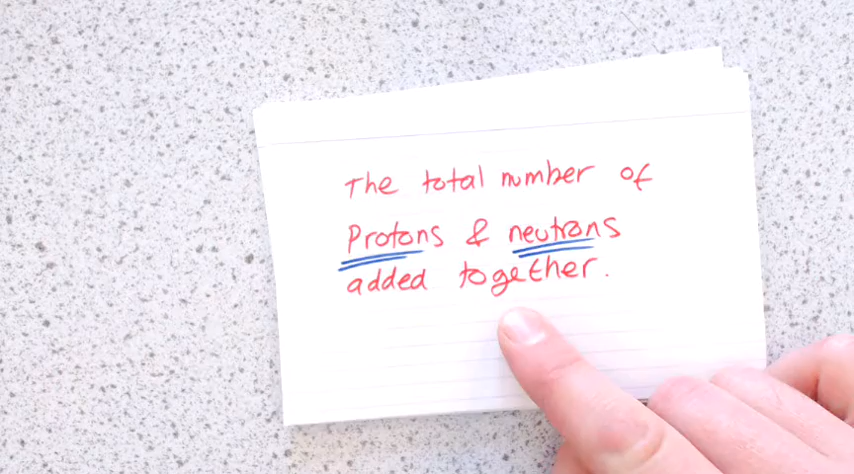 The total number of
Protons & neutrons
added together.